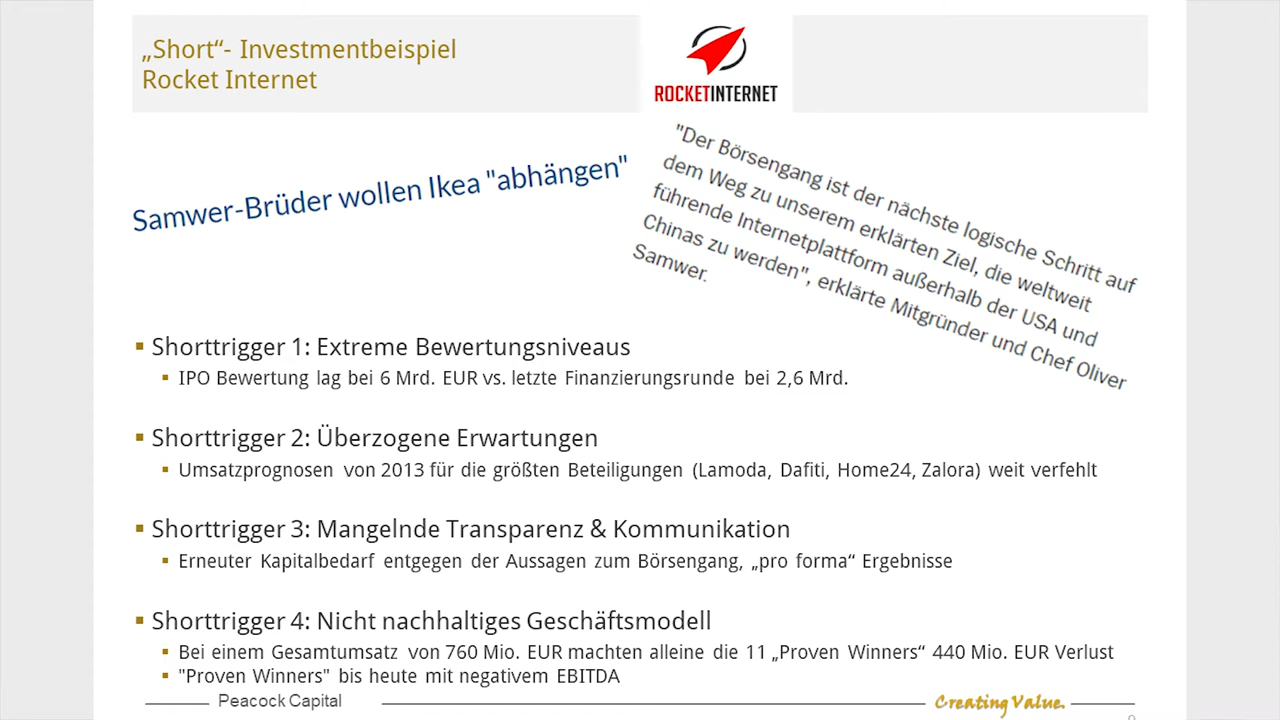 „Short“- Investmentbeispiel
Rocket Internet
ROCKETINTERNET
Samwer-Brüder wollen Ikea "abhängen"
"Der Börsengang ist der nächste logische Schritt auf
dem Weg zu unserem erklärten Ziel, die weltweit
führende Internetplattform außerhalb der USA und
Chinas zu werden", erklärte Mitgründer und Chef Oliver
Samwer.
▪ Shorttrigger 1: Extreme Bewertungsniveaus
▪ IPO Bewertung lag bei 6 Mrd. EUR vs. letzte Finanzierungsrunde bei 2,6 Mrd.
▪ Shorttrigger 2: Überzogene Erwartungen
▪ Umsatzprognosen von 2013 für die größten Beteiligungen (Lamoda, Dafiti, Home24, Zalora) weit verfehlt
▪ Shorttrigger 3: Mangelnde Transparenz & Kommunikation
▪ Erneuter Kapitalbedarf entgegen der Aussagen zum Börsengang, „pro forma“ Ergebnisse
▪ Shorttrigger 4: Nicht nachhaltiges Geschäftsmodell
▪ Bei einem Gesamtumsatz von 760 Mio. EUR machten alleine die 11 „Proven Winners“ 440 Mio. EUR Verlust
▪ "Proven Winners" bis heute mit negativem EBITDA
Peacock Capital
Creating Value.